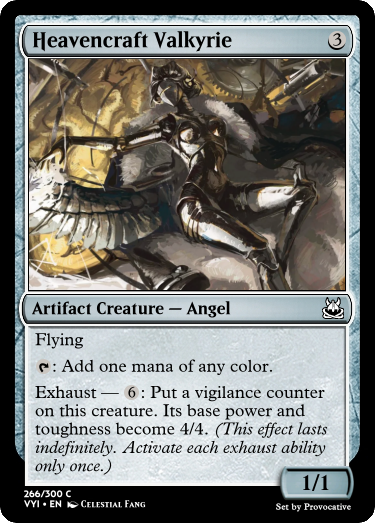 Heavencraft Valkyrie 3
Artifact Creature — Angel
Flying
: Add one mana of any color.
Exhaust — 6: Put a vigilance counter
on this creature. Its base power and
toughness become 4/4. (This effect lasts
indefinitely. Activate each exhaust ability
only once.)
1/1
266/300 C
VYI • EN Celestial Fang
Set by Provocative